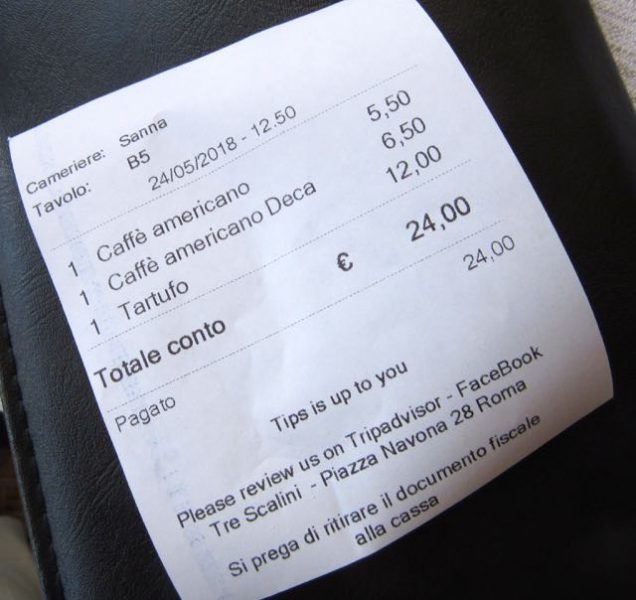 Cameriere: Sanna
Tavolo: B5
24/05/2018 - 12.50
1 Caffè americano 5,50
1 Caffè americano Deca 6,50
1 Tartufo 12,00
Totale conto € 24,00
Pagato 24,00
Tips is up to you
Please review us on Tripadvisor - FaceBook
Tre Scalini - Piazza Navona 28 Roma
Si prega di ritirare il documento fiscale
alla cassa